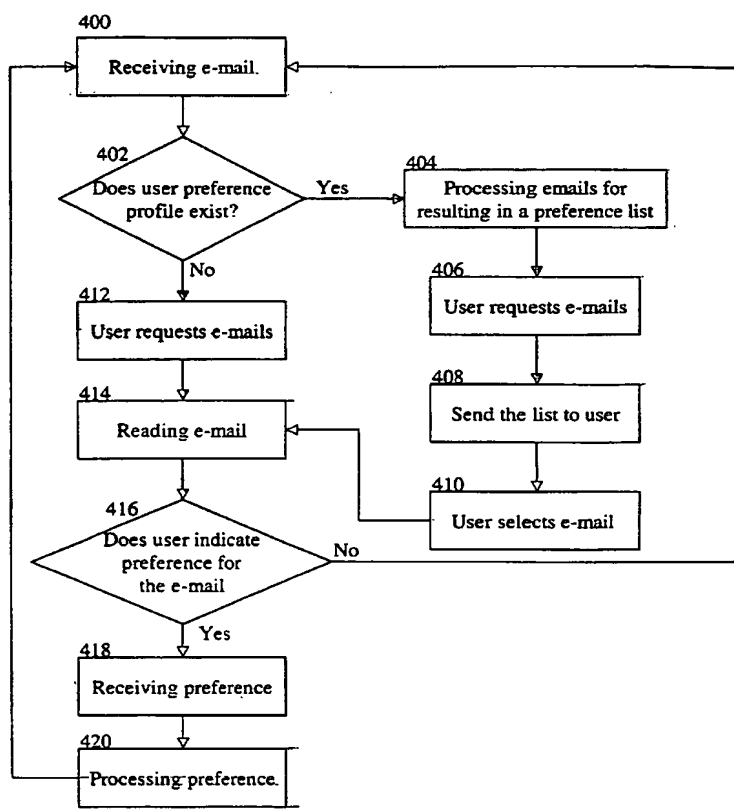 400
Receiving e-mail.
402
Does user preference
profile exist?
Yes
No
404
Processing emails for
resulting in a preference list
406
User requests e-mails
408
Send the list to user
410
User selects e-mail
412
User requests e-mails
414
Reading e-mail
416
Does user indicate
preference for
the e-mail
No
Yes
418
Receiving preference
420
Processing preference.